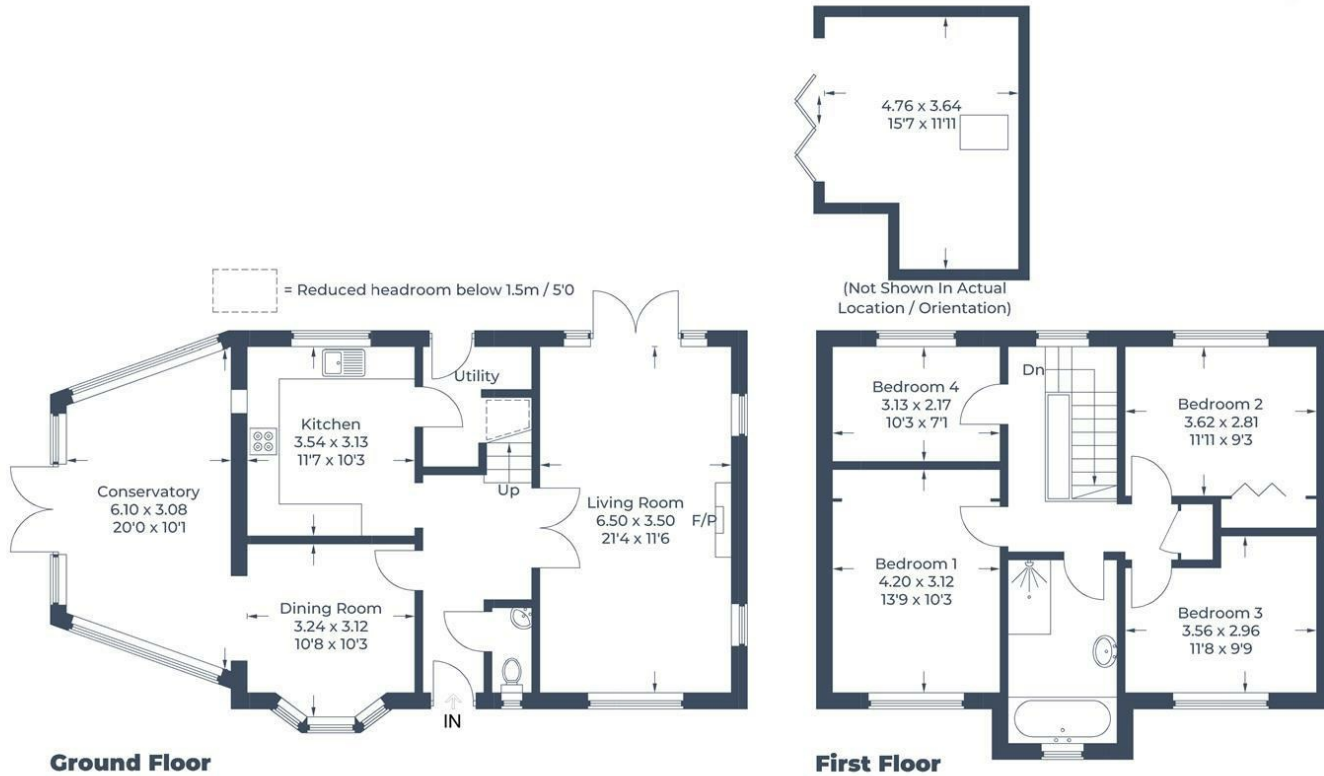 4.76 x 3.64
15'7 x 11'11
(Not Shown In Actual
Location / Orientation)
= Reduced headroom below 1.5m / 5'0
Utility
Kitchen
3.54 x 3.13
11'7 x 10'3
Up
Conservatory
6.10 x 3.08
20'0 x 10'1
Living Room
6.50 x 3.50
21'4 x 11'6
F/P
Dining Room
3.24 x 3.12
10'8 x 10'3
IN
Ground Floor
Dn
Bedroom 4
3.13 x 2.17
10'3 x 7'1
Bedroom 2
3.62 x 2.81
11'11 x 9'3
Bedroom 1
4.20 x 3.12
13'9 x 10'3
Bedroom 3
3.56 x 2.96
11'8 x 9'9
First Floor